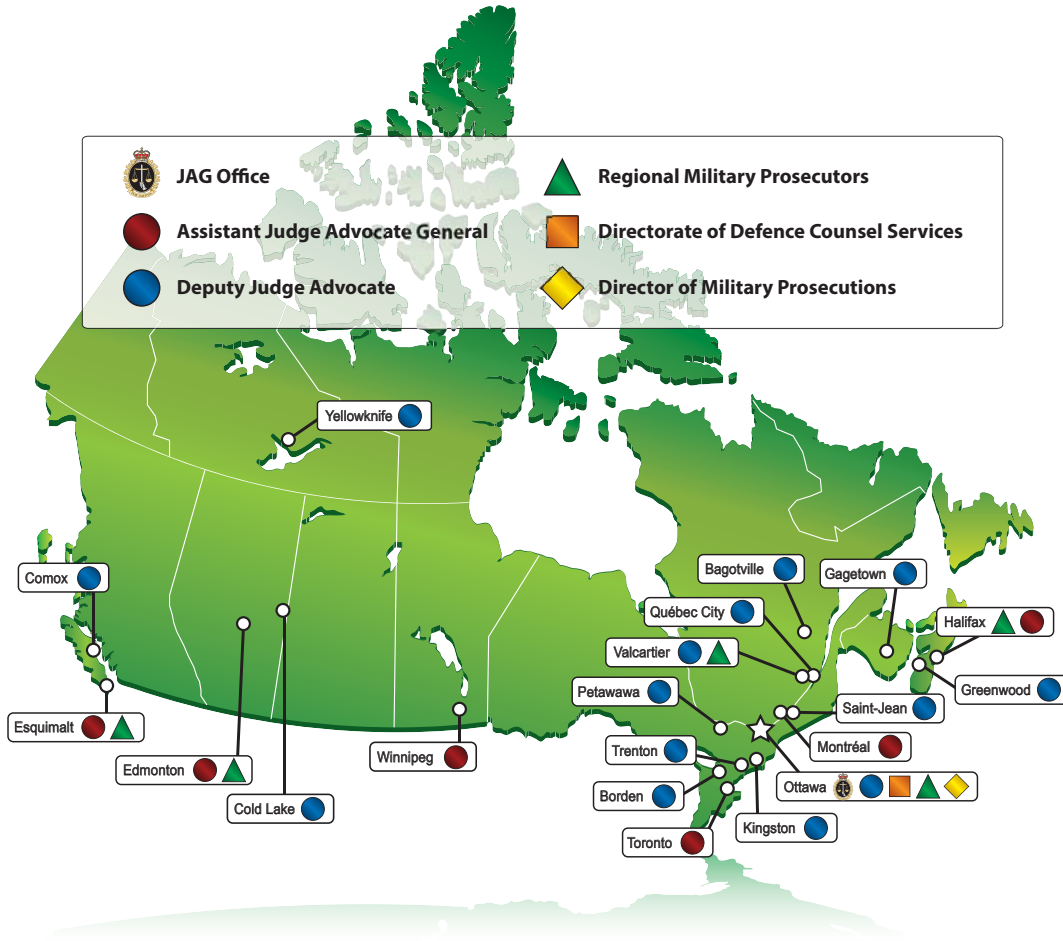 JAG Office
Assistant Judge Advocate General
Deputy Judge Advocate
Regional Military Prosecutors
Directorate of Defence Counsel Services
Director of Military Prosecutions
Yellowknife
Comox
Bagotville
Gagetown
Québec City
Halifax
Valcartier
Petawawa
Greenwood
Saint-Jean
Esquimalt
Winnipeg
Trenton
Montréal
Edmonton
Ottawa
Borden
Cold Lake
Kingston
Toronto